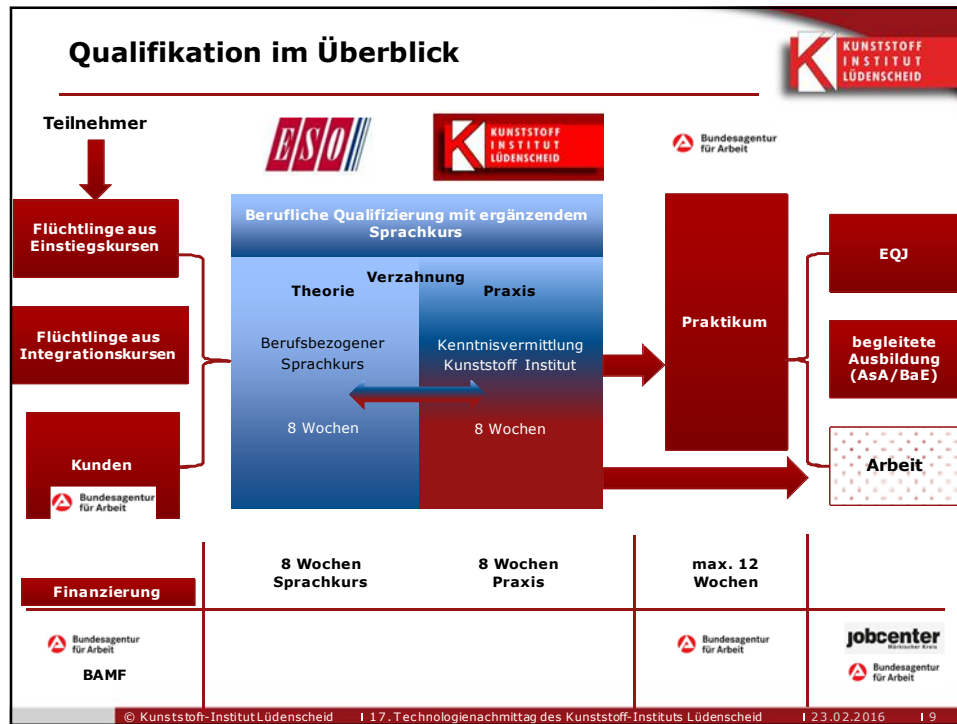 Qualifikation im Überblick
KUNSTSTOFF
INSTITUT
LÜDENSCHEID
Teilnehmer
ESO
KUNSTSTOFF
INSTITUT
LÜDENSCHEID
Bundesagentur
für Arbeit
Flüchtlinge aus
Einstiegskursen
Flüchtlinge aus
Integrationskursen
Kunden
Bundesagentur
für Arbeit
Berufliche Qualifizierung mit ergänzendem
Sprachkurs
Verzahnung
Theorie
Praxis
Berufsbezogener
Sprachkurs
Kenntnisvermittlung
Kunststoff Institut
8 Wochen
8 Wochen
Praktikum
EQJ
begleitete
Ausbildung
(AsA/BaE)
Arbeit
8 Wochen
Sprachkurs
8 Wochen
Praxis
max. 12
Wochen
Finanzierung
Bundesagentur
für Arbeit
BAMF
Bundesagentur
für Arbeit
jobcenter
Märkischer Kreis
Bundesagentur
für Arbeit
© Kunststoff-Institut Lüdenscheid I 17. Technologienachmittag des Kunststoff-Instituts Lüdenscheid I 23.02.2016 I 9